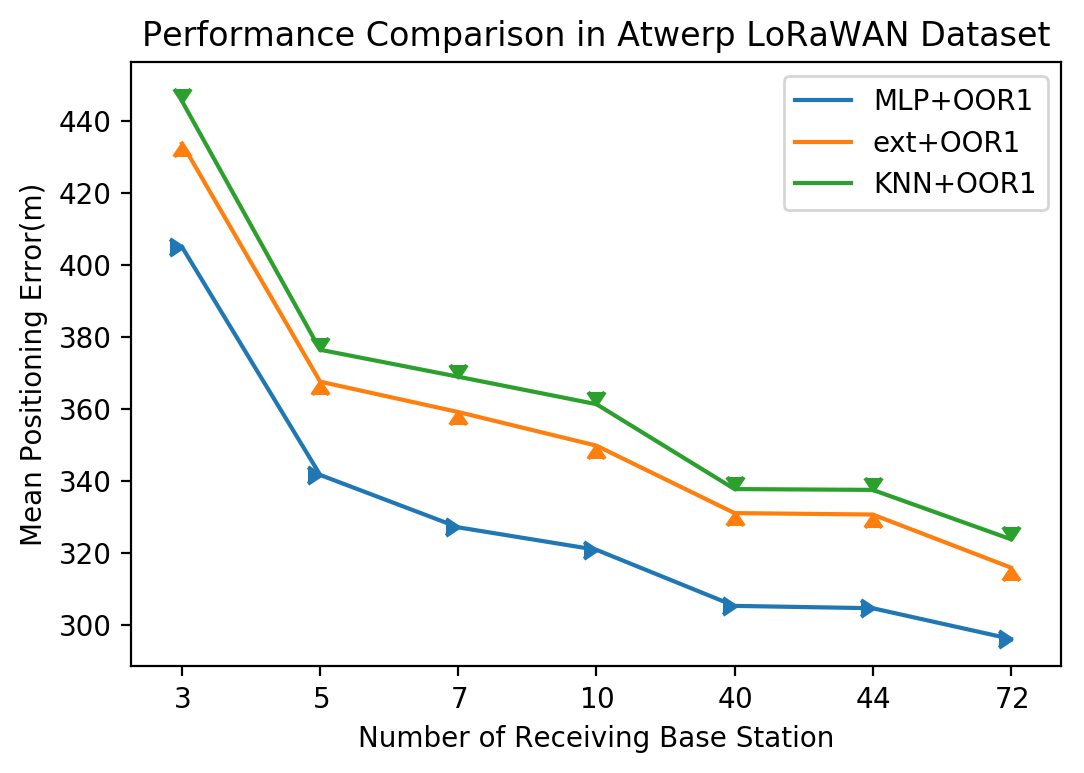 Performance Comparison in Atwerp LoRaWAN Dataset
MLP+OOR1
ext+OOR1
KNN+OOR1
Mean Positioning Error(m)
440
420
400
380
360
340
320
300
3 5 7 10 40 44 72
Number of Receiving Base Station